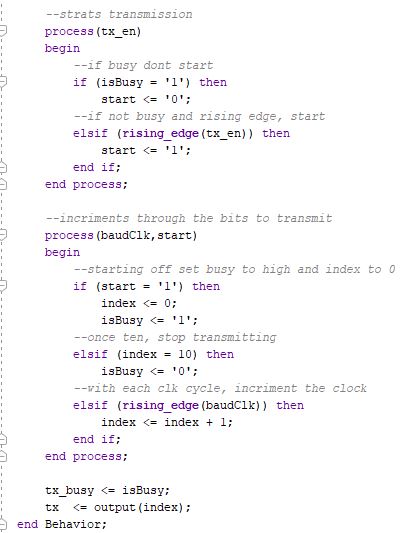 --strats transmission
process(tx_en)
begin
--if busy dont start
if (isBusy = '1') then
start <= '0';
--if not busy and rising edge, start
elsif (rising_edge(tx_en)) then
start <= '1';
end if;
end process;
--incriments through the bits to transmit
process(baudClk,start)
begin
--starting off set busy to high and index to 0
if (start = '1') then
index <= 0;
isBusy <= '1';
--once ten, stop transmitting
elsif (index = 10) then
isBusy <= '0';
--with each clk cycle, incriment the clock
elsif (rising_edge(baudClk)) then
index <= index + 1;
end if;
end process;
tx_busy <= isBusy;
tx <= output(index);
end Behavior;